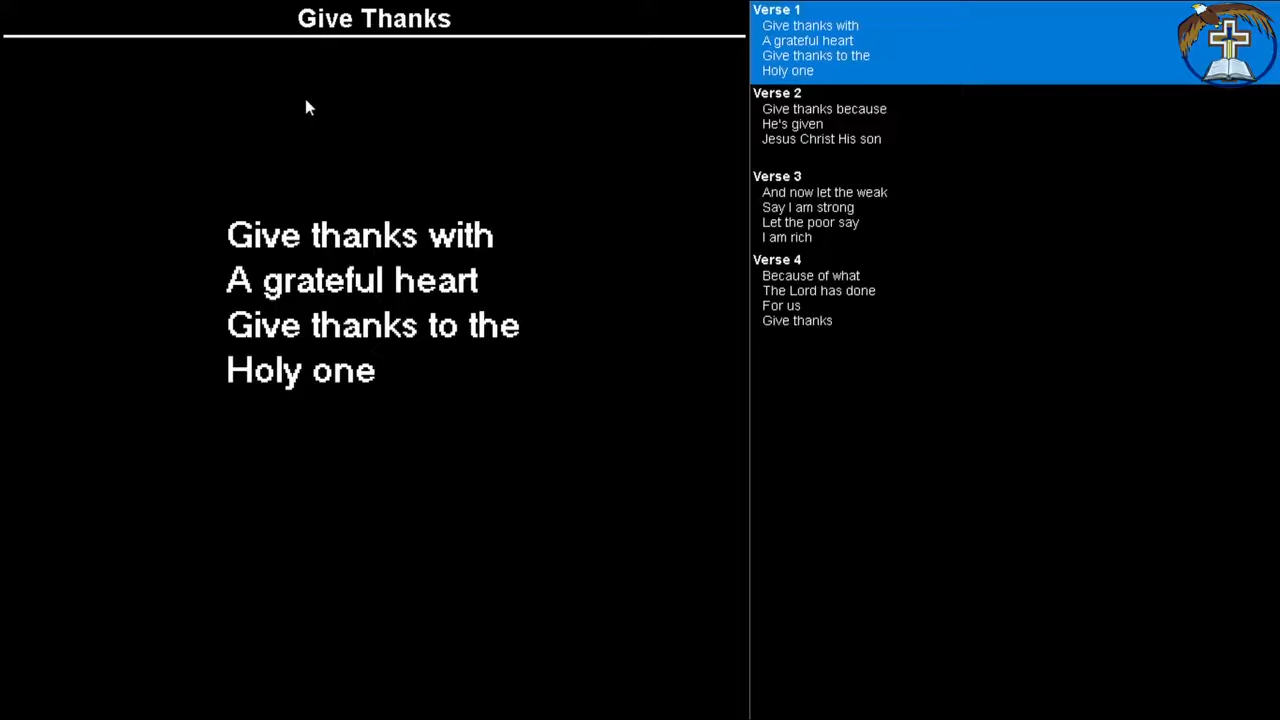 Give Thanks
Give thanks with
A grateful heart
Give thanks to the
Holy one
Verse 1
Give thanks with
A grateful heart
Give thanks to the
Holy one
Verse 2
Give thanks because
He's given
Jesus Christ His son
Verse 3
And now let the weak
Say I am strong
Let the poor say
I am rich
Verse 4
Because of what
The Lord has done
For us
Give thanks